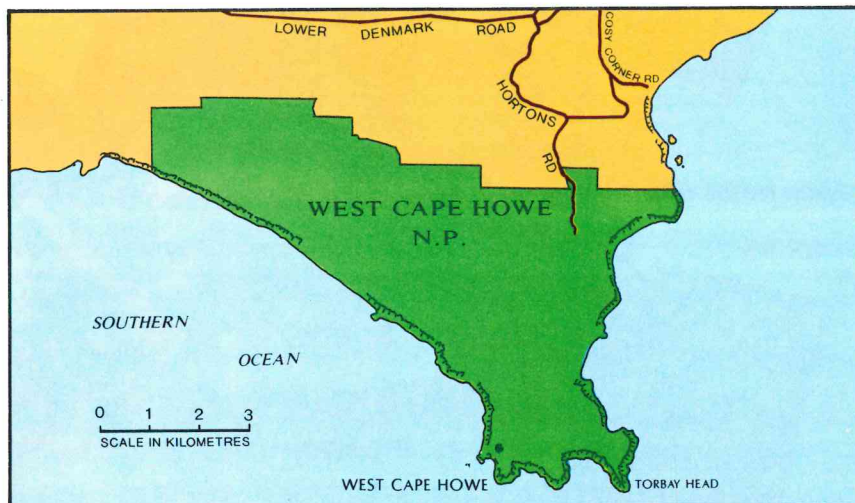 LOWER DENMARK ROAD
COSY CORNER RD
HORTONS RD
WEST CAPE HOWE
N.P.
SOUTHERN
OCEAN
0 1 2 3
SCALE IN KILOMETRES
WEST CAPE HOWE
TORBAY HEAD